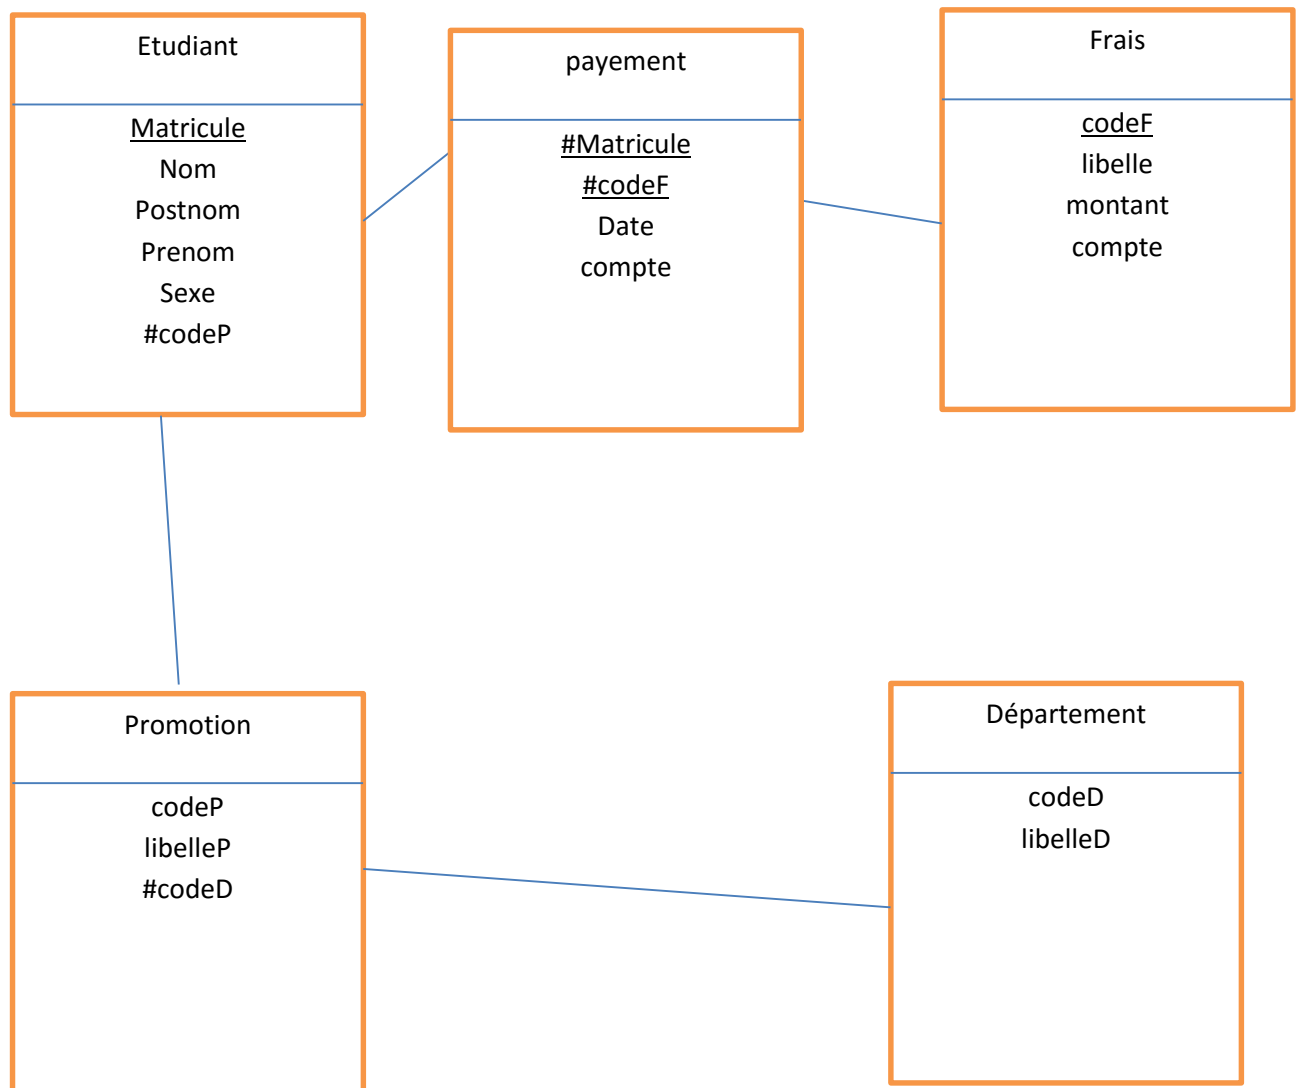 Etudiant
Matricule
Nom
Postnom
Prenom
Sexe
#codeP
payement
#Matricule
#codeF
Date
compte
Frais
codeF
libelle
montant
compte
Promotion
codeP
libelleP
#codeD
Département
codeD
libelleD